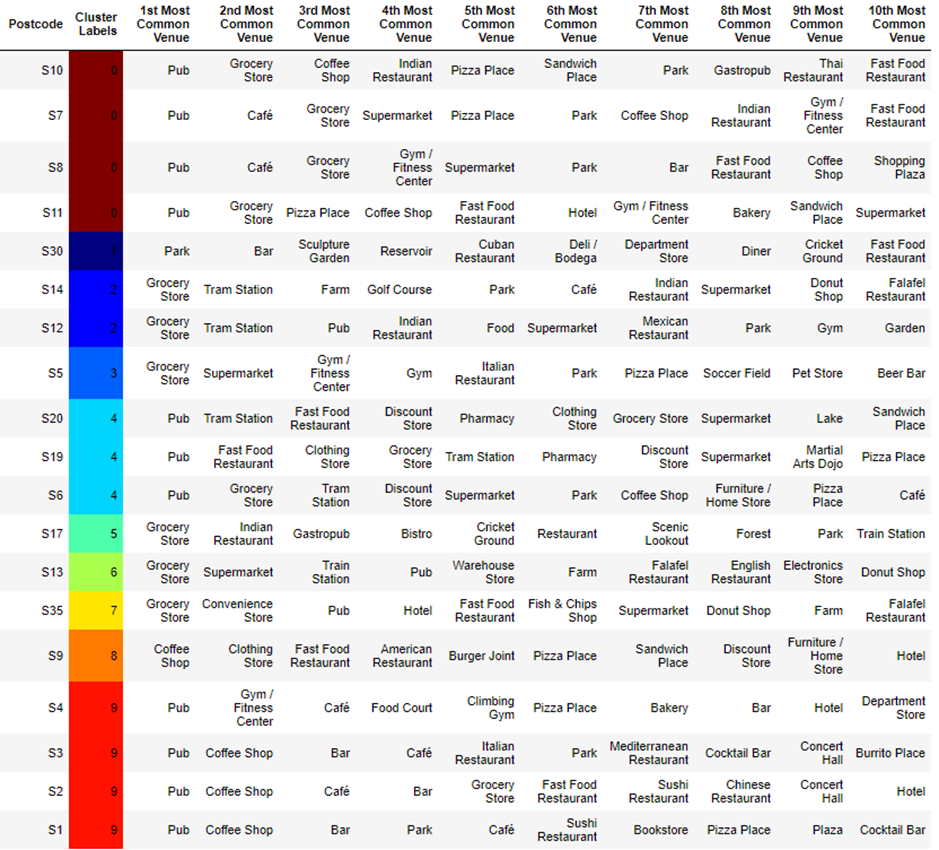 Postcode Cluster Labels 1st Most Common Venue 2nd Most Common Venue 3rd Most Common Venue 4th Most Common Venue 5th Most Common Venue 6th Most Common Venue 7th Most Common Venue 8th Most Common Venue 9th Most Common Venue 10th Most Common Venue
S10 0 Pub Grocery Store Coffee Shop Indian Restaurant Pizza Place Sandwich Place Park Gastropub Thai Restaurant Fast Food Restaurant
S7 0 Pub Café Grocery Store Supermarket Pizza Place Park Coffee Shop Indian Restaurant Gym / Fitness Center Fast Food Restaurant
S8 0 Pub Café Grocery Store Gym / Fitness Center Supermarket Park Bar Fast Food Restaurant Coffee Shop Shopping Plaza
S11 0 Pub Grocery Store Pizza Place Coffee Shop Fast Food Restaurant Hotel Gym / Fitness Center Bakery Sandwich Place Supermarket
S30 1 Park Bar Sculpture Garden Reservoir Cuban Restaurant Deli / Bodega Department Store Diner Cricket Ground Fast Food Restaurant
S14 2 Grocery Store Tram Station Farm Golf Course Park Café Indian Restaurant Supermarket Donut Shop Falafel Restaurant
S12 2 Grocery Store Tram Station Pub Indian Restaurant Food Supermarket Mexican Restaurant Park Gym Garden
S5 3 Grocery Store Supermarket Gym / Fitness Center Gym Italian Restaurant Park Pizza Place Soccer Field Pet Store Beer Bar
S20 4 Pub Tram Station Fast Food Restaurant Discount Store Pharmacy Clothing Store Grocery Store Supermarket Lake Sandwich Place
S19 4 Pub Fast Food Restaurant Clothing Store Grocery Store Tram Station Pharmacy Discount Store Supermarket Martial Arts Dojo Pizza Place
S6 4 Pub Grocery Store Tram Station Discount Store Supermarket Park Coffee Shop Furniture / Home Store Pizza Place Café
S17 5 Grocery Store Indian Restaurant Gastropub Bistro Cricket Ground Restaurant Scenic Lookout Forest Park Train Station
S13 6 Grocery Store Supermarket Train Station Pub Warehouse Store Farm Falafel Restaurant English Restaurant Electronics Store Donut Shop
S35 7 Grocery Store Convenience Store Pub Hotel Fast Food Restaurant Fish & Chips Shop Supermarket Donut Shop Farm Falafel Restaurant
S9 8 Coffee Shop Clothing Store Fast Food Restaurant American Restaurant Burger Joint Pizza Place Sandwich Place Discount Store Furniture / Home Store Hotel
S4 9 Pub Gym / Fitness Center Café Food Court Climbing Gym Pizza Place Bakery Bar Hotel Department Store
S3 9 Pub Coffee Shop Bar Café Italian Restaurant Park Mediterranean Restaurant Cocktail Bar Concert Hall Burrito Place
S2 9 Pub Coffee Shop Café Bar Grocery Store Fast Food Restaurant Sushi Restaurant Chinese Restaurant Concert Hall Hotel
S1 9 Pub Coffee Shop Bar Park Café Sushi Restaurant Bookstore Pizza Place Plaza Cocktail Bar